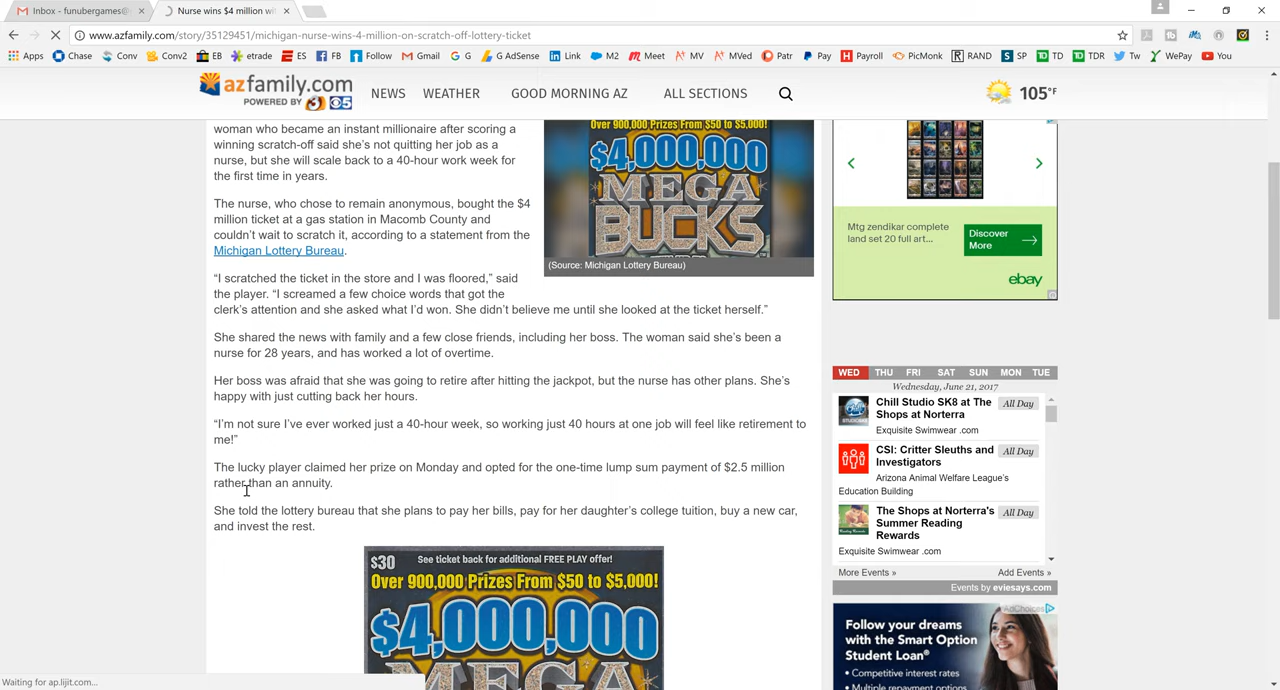 Inbox - funubergames@
Nurse wins $4 million wi
www.azfamily.com/story/35129451/michigan-nurse-wins-4-million-on-scratch-off-lottery-ticket
Apps Chase Conv Conv2 EB etrade ES FB Follow Gmail G G AdSense Link M2 Meet MV MVed Patr Pay Payroll PicMonk RAND SP TD TDR Tw WePay You
azfamily.com
POWERED BY 3 5
NEWS WEATHER GOOD MORNING AZ ALL SECTIONS
105°F
woman who became an instant millionaire after scoring a
winning scratch-off said she's not quitting her job as a
nurse, but she will scale back to a 40-hour work week for
the first time in years.
The nurse, who chose to remain anonymous, bought the $4
million ticket at a gas station in Macomb County and
couldn't wait to scratch it, according to a statement from the
Michigan Lottery Bureau.
Over 900,000 Prizes From $50 to $5,000!
$4,000,000
MEGA
BUCKS
(Source: Michigan Lottery Bureau)
“I scratched the ticket in the store and I was floored,” said
the player. “I screamed a few choice words that got the
clerk's attention and she asked what I'd won. She didn't believe me until she looked at the ticket herself.”
She shared the news with family and a few close friends, including her boss. The woman said she's been a
nurse for 28 years, and has worked a lot of overtime.
Her boss was afraid that she was going to retire after hitting the jackpot, but the nurse has other plans. She's
happy with just cutting back her hours.
“I'm not sure I've ever worked just a 40-hour week, so working just 40 hours at one job will feel like retirement to
me!”
The lucky player claimed her prize on Monday and opted for the one-time lump sum payment of $2.5 million
rather than an annuity.
She told the lottery bureau that she plans to pay her bills, pay for her daughter's college tuition, buy a new car,
and invest the rest.
$30 See ticket back for additional FREE PLAY offer!
Over 900,000 Prizes From $50 to $5,000!
$4,000,000
MEGA
Mtg zendikar complete
land set 20 full art...
Discover
More
ebay
WED THU FRI SAT SUN MON TUE
Wednesday, June 21, 2017
Chill Studio SK8 at The
Shops at Norterra
All Day
Exquisite Swimwear .com
CSI: Critter Sleuths and
Investigators
All Day
Arizona Animal Welfare League's
Education Building
The Shops at Norterra's
Summer Reading
Rewards
All Day
Exquisite Swimwear .com
More Events »
Add Events »
Events by eviesays.com
AdChoices
Follow your dreams
with the Smart Option
Student Loan®
• Competitive interest rates
• Multiple repayment options
Waiting for ap.lijit.com...